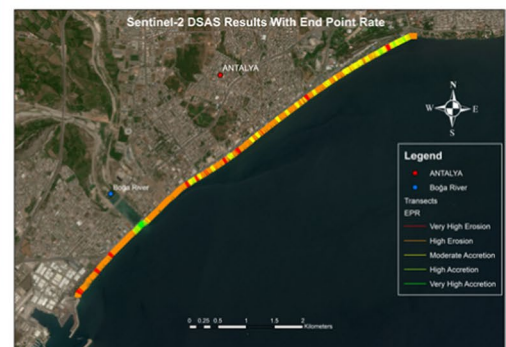 Sentinel-2 DSAS Results With End Point Rate
ANTALYA
N
W E
S
Boğa River
Legend
ANTALYA
Boğa River
Transects
EPR
Very High Erosion
High Erosion
Moderate Accretion
High Accretion
Very High Accretion
0 0.25 0.5 1 1.5 2
Kilometers